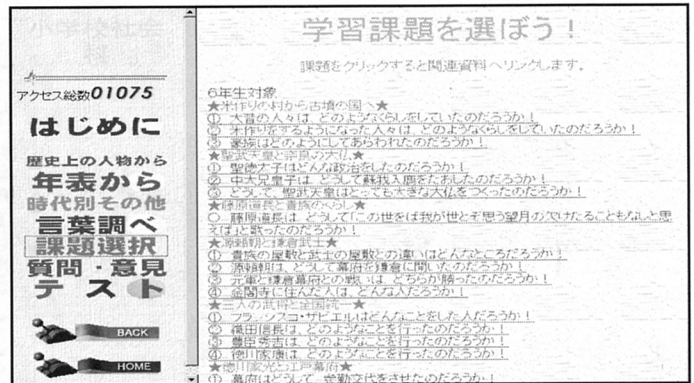 アクセス総数01075
はじめに
歴史上の人物から
年表から
時代別その他
言葉調べ
課題選択
質問・意見
テスト
BACK
HOME
学習課題を選ぼう!
課題をクリックすると関連資料へリンクします。
6年生対象
★米作りの村から古墳の国へ★
① 大昔の人々は、どのようなくらしをしていたのだろうか!
② 米作りをするようになった人々は、どのようなくらしをしていたのだろうか!
③ 豪族はどのようにしてあらわれたのだろうか!
★聖武天皇と奈良の大仏★
① 聖徳太子はどんな政治をしたのだろうか!
② 中大兄皇子は、どうして蘇我入鹿をたおしたのだろうか!
③ どうして、聖武天皇はとっても大きな大仏をつくったのだろうか!
★藤原道長と貴族のくらし★
○ 藤原道長は、どうして「この世をば我が世とぞ思う望月の欠けたることもなしと思
えば」と歌ったのだろうか!
★源頼朝と鎌倉武士★
① 貴族の屋敷と武士の屋敷との違いはどんなところだろうか!
② 源頼朝は、どうして幕府を鎌倉に開いたのだろうか!
③ 元軍と鎌倉幕府との戦いは、どちらが勝ったのだろうか!
④ 金閣寺に住んだ人は、どんな人だろうか!
★三人の武将と全国統一★
① フランシスコ・ザビエルはどんなことをした人だろうか!
② 織田信長は、どのようなことを行ったのだろうか!
③ 豊臣秀吉は、どのようなことを行ったのだろうか!
④ 徳川家康は、どのようなことを行ったのだろうか!
★徳川家光と江戸幕府★
① 幕府はどうして、参勤交代をさせたのだろうか!